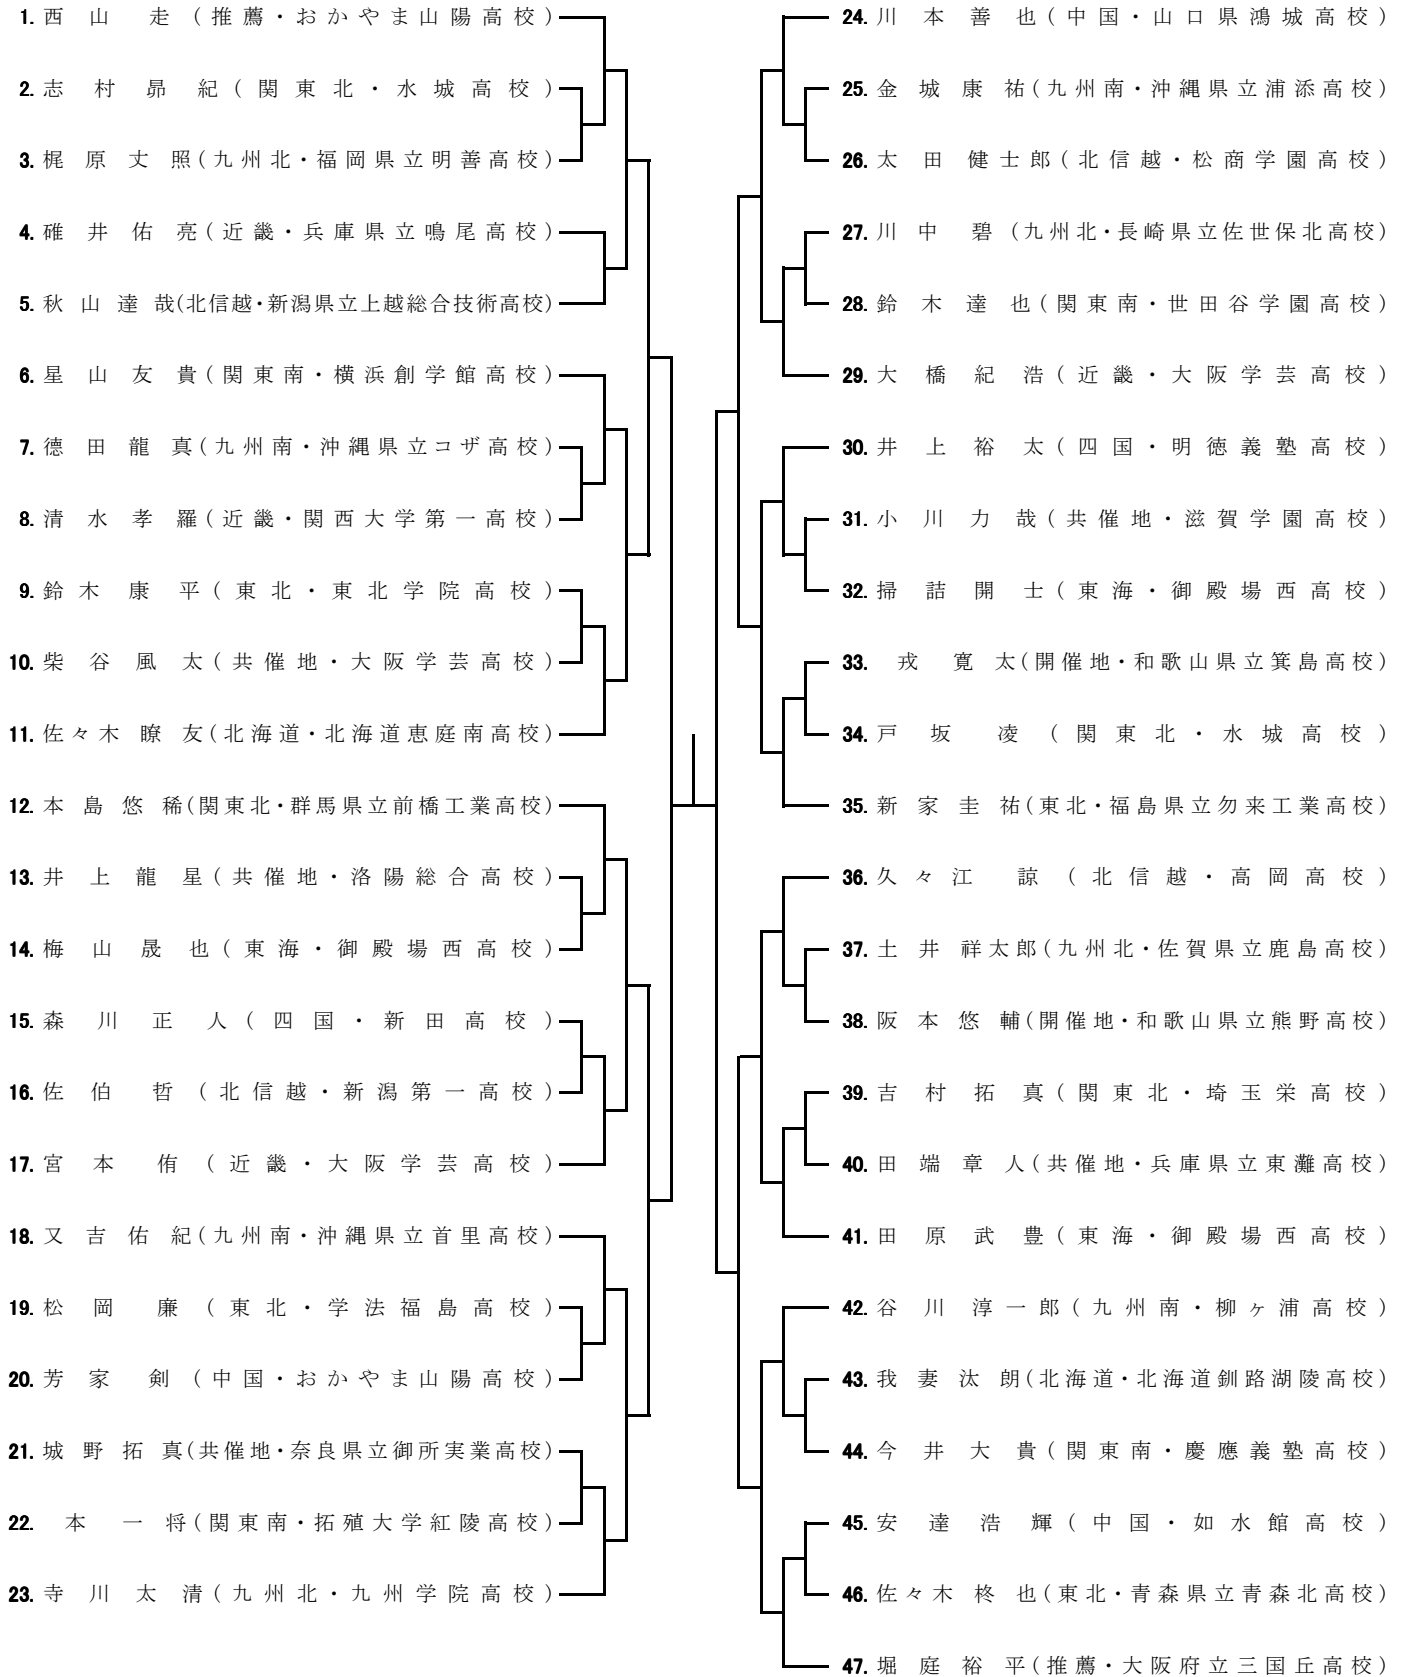 1. 西山 走 (推薦・おかやま山陽高校)
2. 志村昴紀(関東北・水城高校)
3. 梶原丈照(九州北・福岡県立明善高校)
4. 碓井佑亮(近畿・兵庫県立鳴尾高校)
5. 秋山達哉(北信越・新潟県立上越総合技術高校)
6. 星山友貴(関東南・横浜創学館高校)
7. 德田龍真(九州南・沖縄県立コザ高校)
8. 清水孝羅(近畿・関西大学第一高校)
9. 鈴木康平(東北・東北学院高校)
10. 柴谷風太(共催地・大阪学芸高校)
11. 佐々木瞭友(北海道・北海道恵庭南高校)
12. 本島悠稀(関東北・群馬県立前橋工業高校)
13. 井上龍星(共催地・洛陽総合高校)
14. 梅山晟也(東海・御殿場西高校)
15. 森川正人(四国・新田高校)
16. 佐伯 哲 (北信越・新潟第一高校)
17. 宮本 侑 (近畿・大阪学芸高校)
18. 又吉佑紀(九州南・沖縄県立首里高校)
19. 松岡 廉 (東北・学法福島高校)
20. 芳家 剣 (中国・おかやま山陽高校)
21. 城野拓真(共催地・奈良県立御所実業高校)
22. 本一将(関東南・拓殖大学紅陵高校)
23. 寺川太清(九州北・九州学院高校)
24. 川本善也(中国・山口県鴻城高校)
25. 金城康祐(九州南・沖縄県立浦添高校)
26. 太田健士郎(北信越・松商学園高校)
27. 川中 碧 (九州北・長崎県立佐世保北高校)
28. 鈴木達也(関東南・世田谷学園高校)
29. 大橋紀浩(近畿・大阪学芸高校)
30. 井上裕太(四国・明徳義塾高校)
31. 小川力哉(共催地・滋賀学園高校)
32. 掃詰開士(東海・御殿場西高校)
33. 戎寛太(開催地・和歌山県立箕島高校)
34. 戸坂 凌 (関東北・水城高校)
35. 新家圭祐(東北・福島県立勿来工業高校)
36. 久々江 諒 (北信越・高岡高校)
37. 土井祥太郎(九州北・佐賀県立鹿島高校)
38. 阪本悠輔(開催地・和歌山県立熊野高校)
39. 吉村拓真(関東北・埼玉栄高校)
40. 田端章人(共催地・兵庫県立東灘高校)
41. 田原武豊(東海・御殿場西高校)
42. 谷川淳一郎(九州南・柳ヶ浦高校)
43. 我妻汰朗(北海道・北海道釧路湖陵高校)
44. 今井大貴(関東南・慶應義塾高校)
45. 安達浩輝(中国・如水館高校)
46. 佐々木柊也(東北・青森県立青森北高校)
47. 堀庭裕平(推薦・大阪府立三国丘高校)